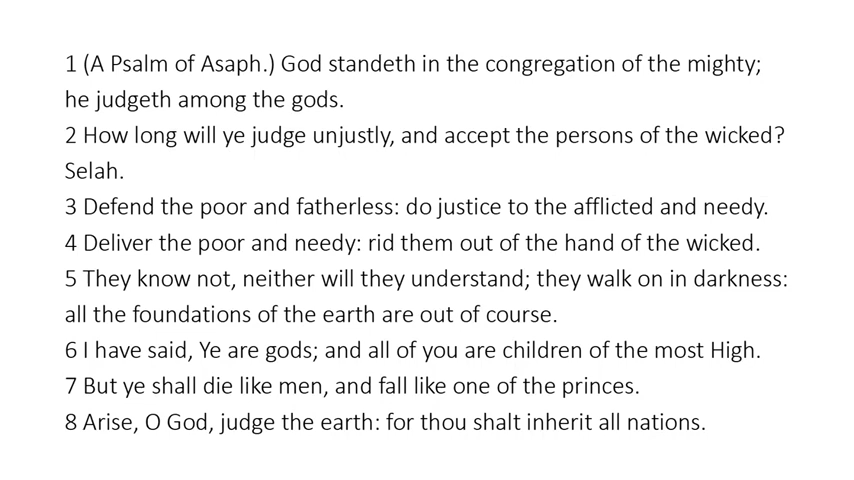 1 (A Psalm of Asaph.) God standeth in the congregation of the mighty;
he judgeth among the gods.
2 How long will ye judge unjustly, and accept the persons of the wicked?
Selah.
3 Defend the poor and fatherless: do justice to the afflicted and needy.
4 Deliver the poor and needy: rid them out of the hand of the wicked.
5 They know not, neither will they understand; they walk on in darkness:
all the foundations of the earth are out of course.
6 I have said, Ye are gods; and all of you are children of the most High.
7 But ye shall die like men, and fall like one of the princes.
8 Arise, O God, judge the earth: for thou shalt inherit all nations.